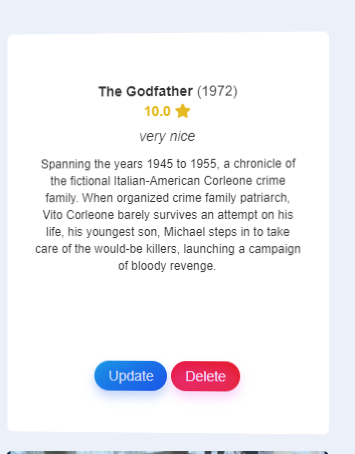 The Godfather (1972)
10.0
very nice
Spanning the years 1945 to 1955, a chronicle of
the fictional Italian-American Corleone crime
family. When organized crime family patriarch,
Vito Corleone barely survives an attempt on his
life, his youngest son, Michael steps in to take
care of the would-be killers, launching a campaign
of bloody revenge.
Update Delete